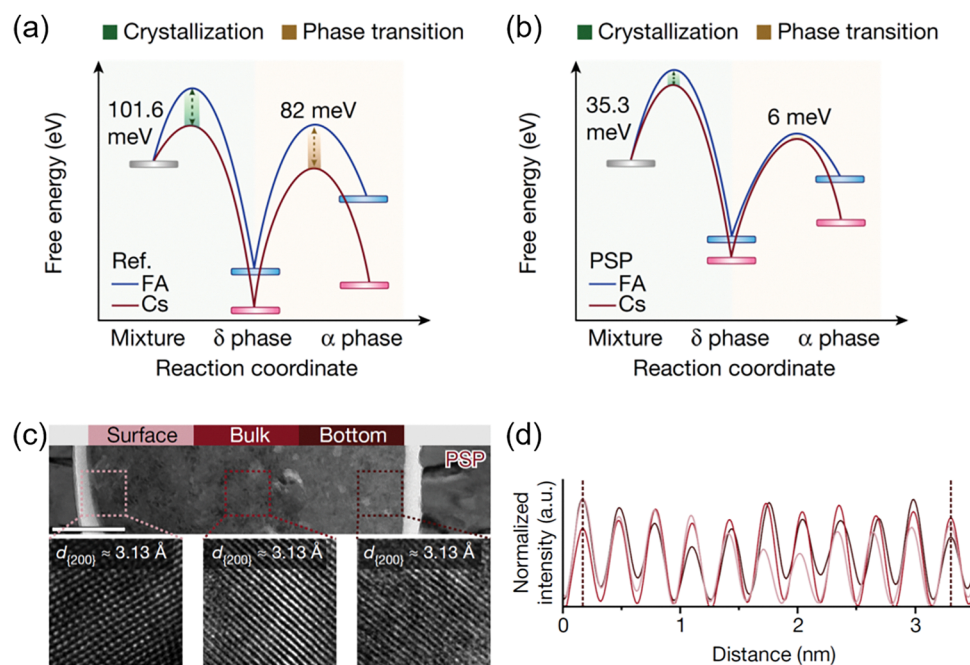 (a)
Crystallization Phase transition
Free energy (eV)
101.6
meV
82 meV
Ref.
FA
Cs
Mixture δ phase α phase
Reaction coordinate
(b)
Crystallization Phase transition
Free energy (eV)
35.3
meV
6 meV
PSP
FA
Cs
Mixture δ phase α phase
Reaction coordinate
(c)
Surface Bulk Bottom
PSP
d{200} ≈ 3.13 Å d{200} ≈ 3.13 Å d{200} ≈ 3.13 Å
(d)
Normalized
intensity (a.u.)
0 1 2 3
Distance (nm)